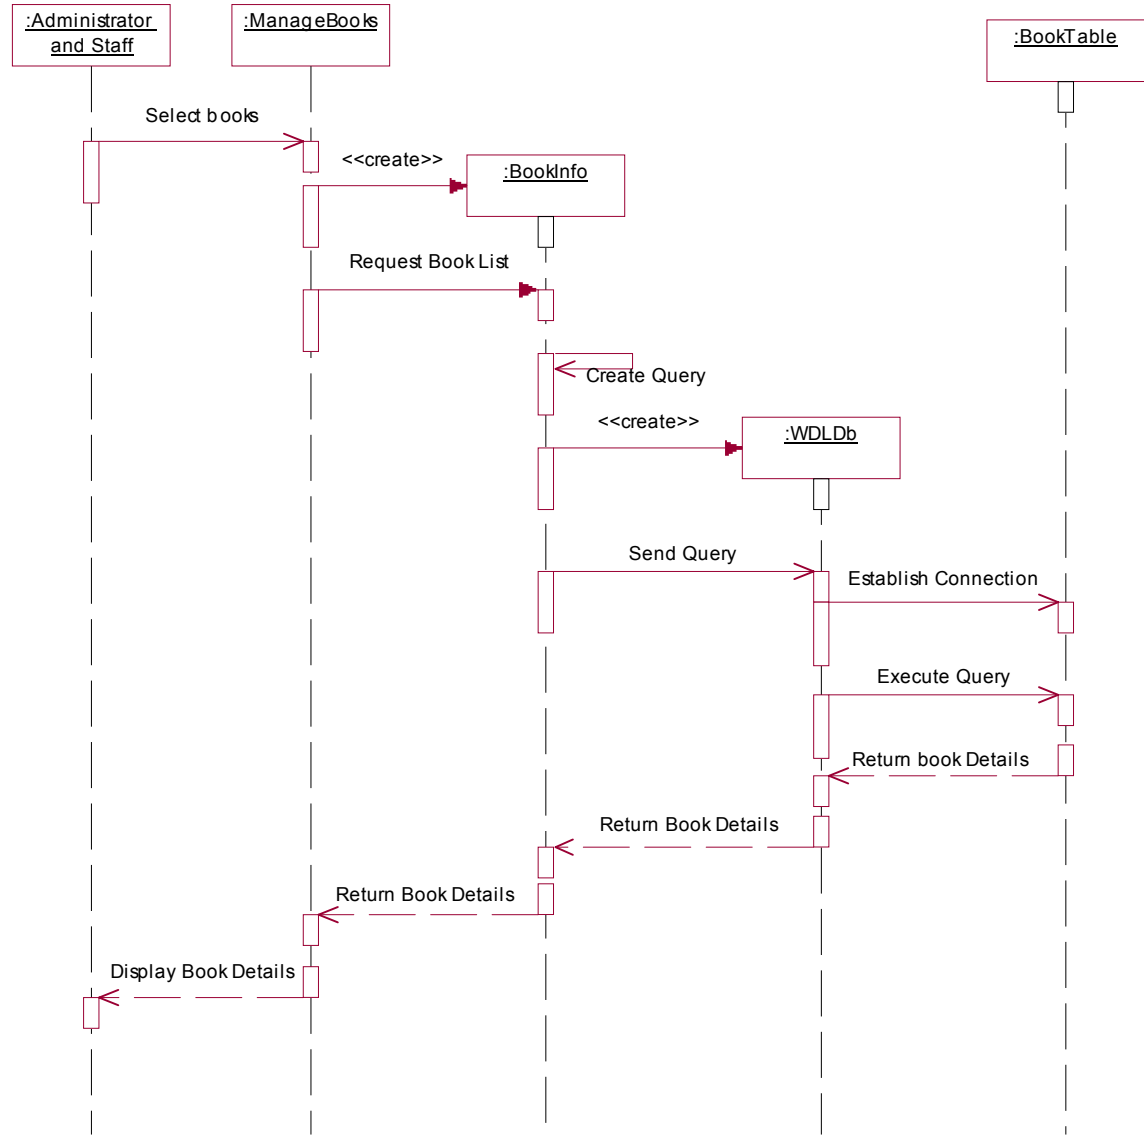 :Administrator
and Staff
:ManageBooks
:BookTable
Select books
<<create>>
:BookInfo
Request Book List
Create Query
<<create>>
:WDLDb
Send Query
Establish Connection
Execute Query
Return book Details
Return Book Details
Return Book Details
Display Book Details